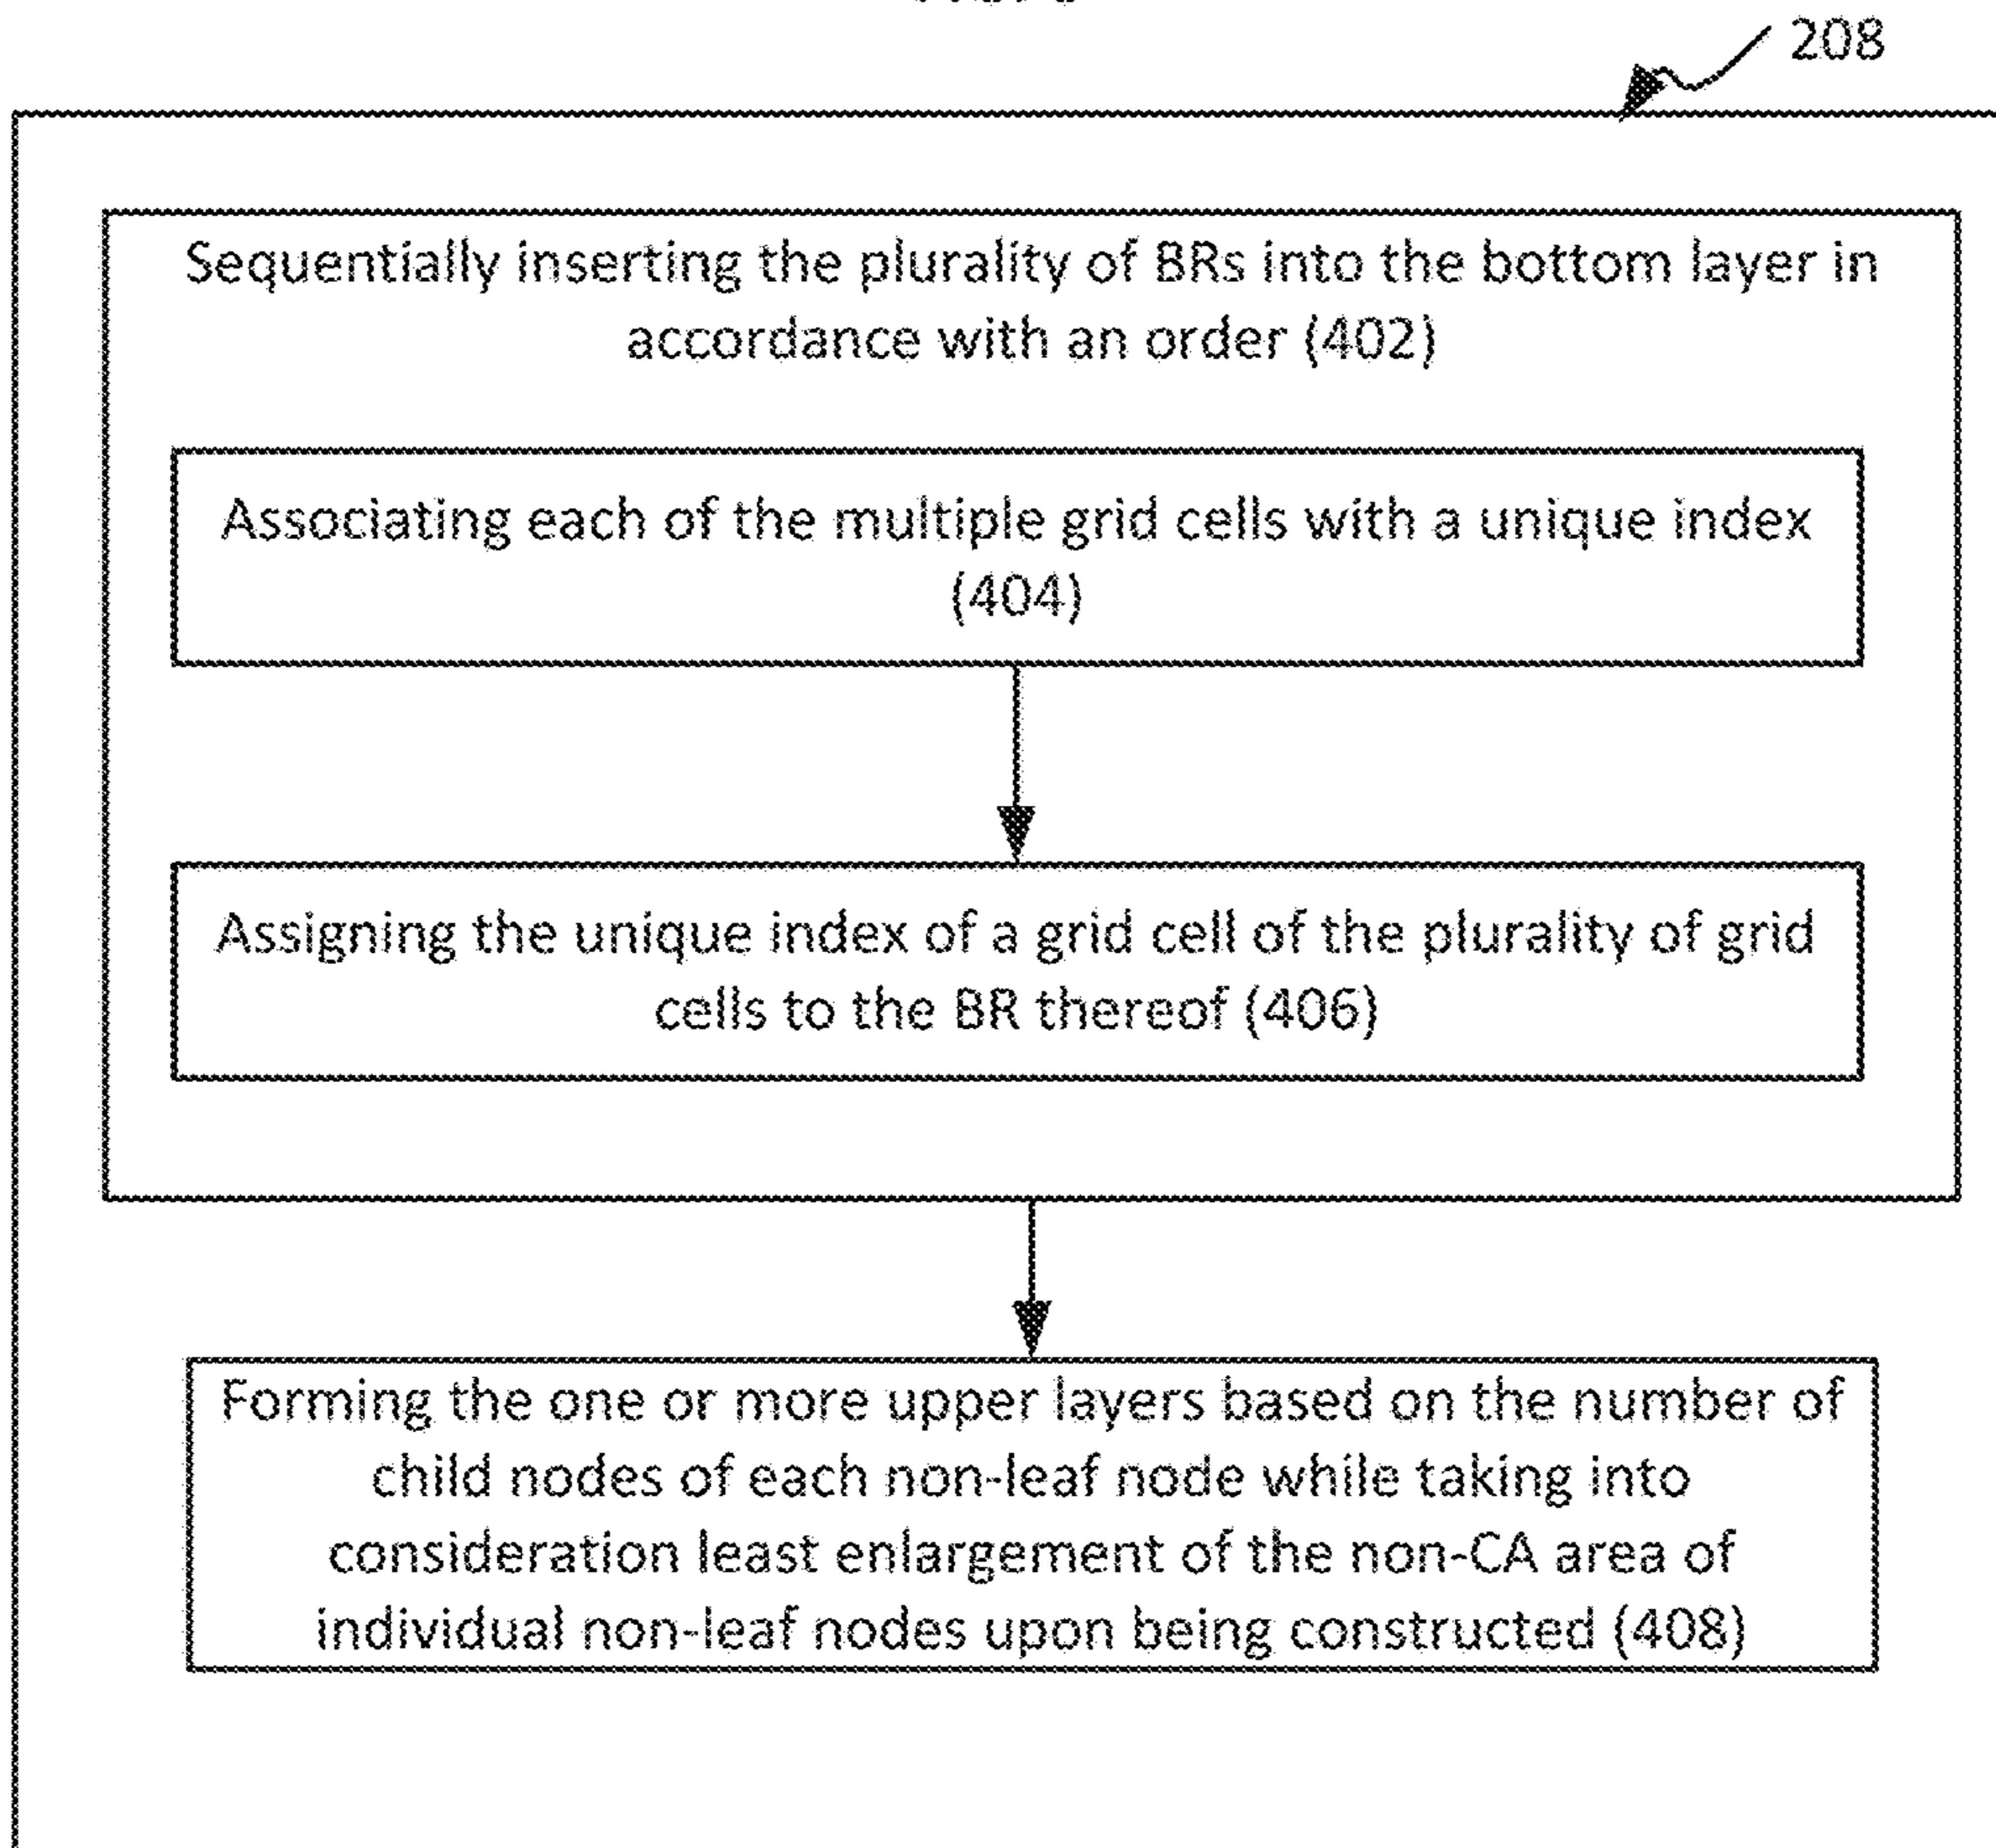 208
Sequentially inserting the plurality of BRs into the bottom layer in
accordance with an order (402)
Associating each of the multiple grid cells with a unique index
(404)
Assigning the unique index of a grid cell of the plurality of grid
cells to the BR thereof (406)
Forming the one or more upper layers based on the number of
child nodes of each non-leaf node while taking into
consideration least enlargement of the non-CA area of
individual non-leaf nodes upon being constructed (408)